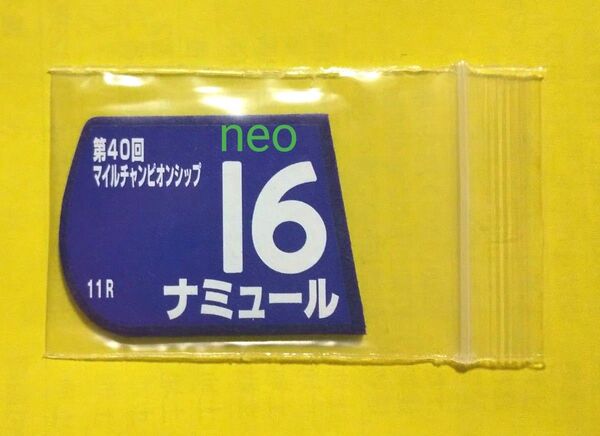 neo
第40回
マイルチャンピオンシップ
16
11R
ナミュール